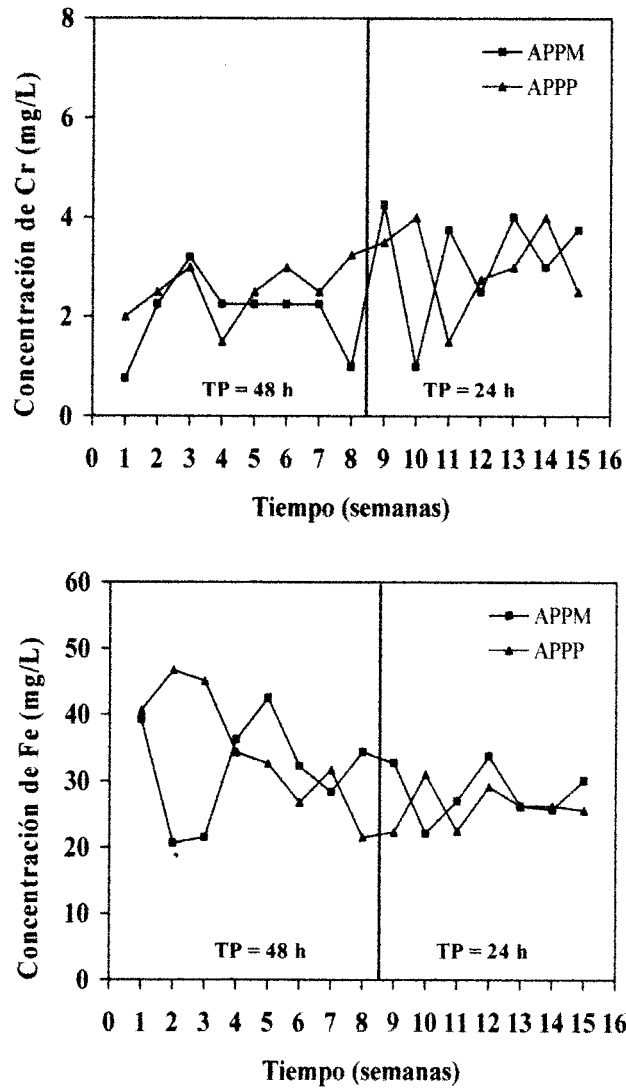 8
6
4
2
0
Concentración de Cr (mg/L)
APPM
APPP
TP = 48 h
TP = 24 h
0 1 2 3 4 5 6 7 8 9 10 11 12 13 14 15 16
Tiempo (semanas)
60
50
40
30
20
10
0
Concentración de Fe (mg/L)
APPM
APPP
TP = 48 h
TP = 24 h
0 1 2 3 4 5 6 7 8 9 10 11 12 13 14 15 16
Tiempo (semanas)